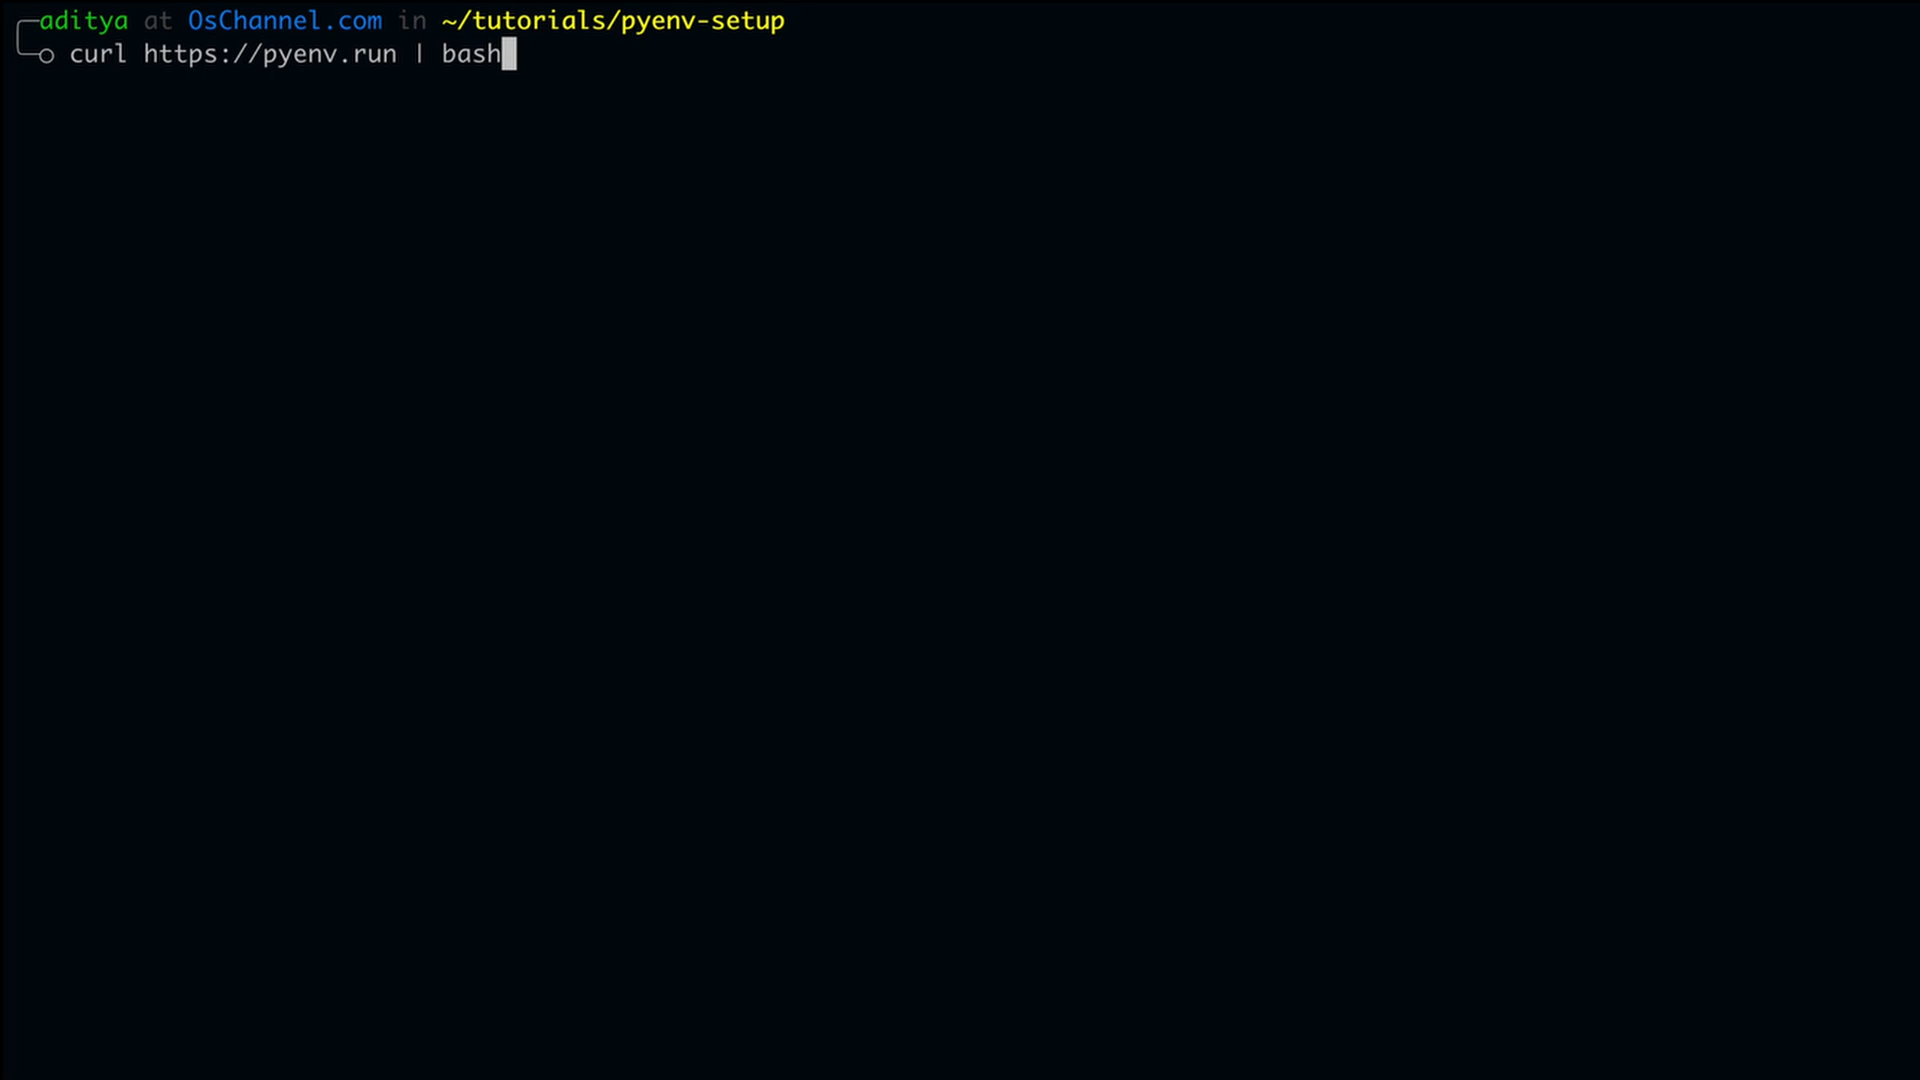 aditya at OsChannel.com in ~/tutorials/pyenv-setup
curl https://pyenv.run | bash